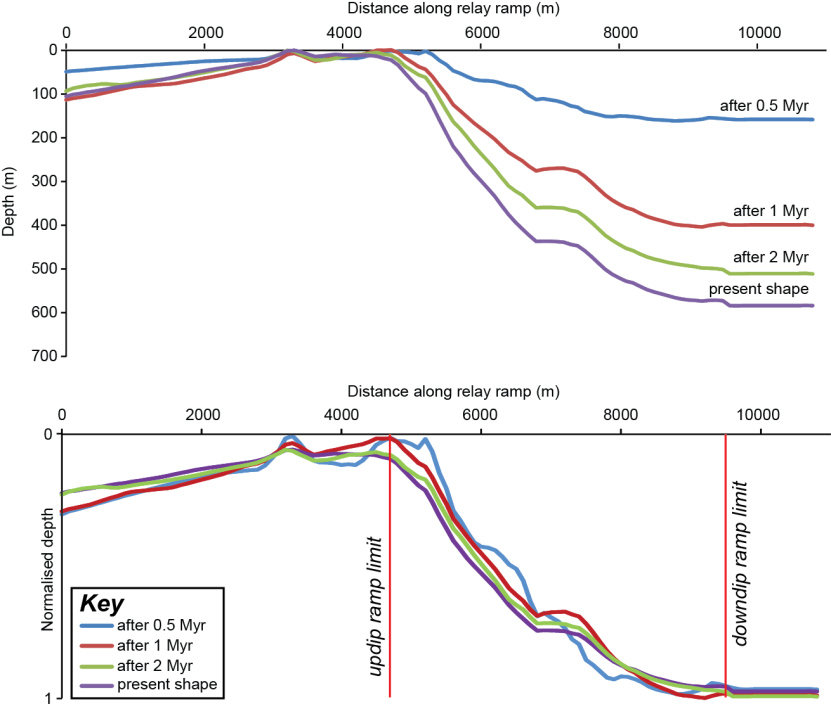 Distance along relay ramp (m)
0 2000 4000 6000 8000 10000
0
100
200
300
400
500
600
700
Depth (m)
after 0.5 Myr
after 1 Myr
after 2 Myr
present shape
Distance along relay ramp (m)
0 2000 4000 6000 8000 10000
0
1
Normalised depth
updip ramp limit
downdip ramp limit
Key
after 0.5 Myr
after 1 Myr
after 2 Myr
present shape